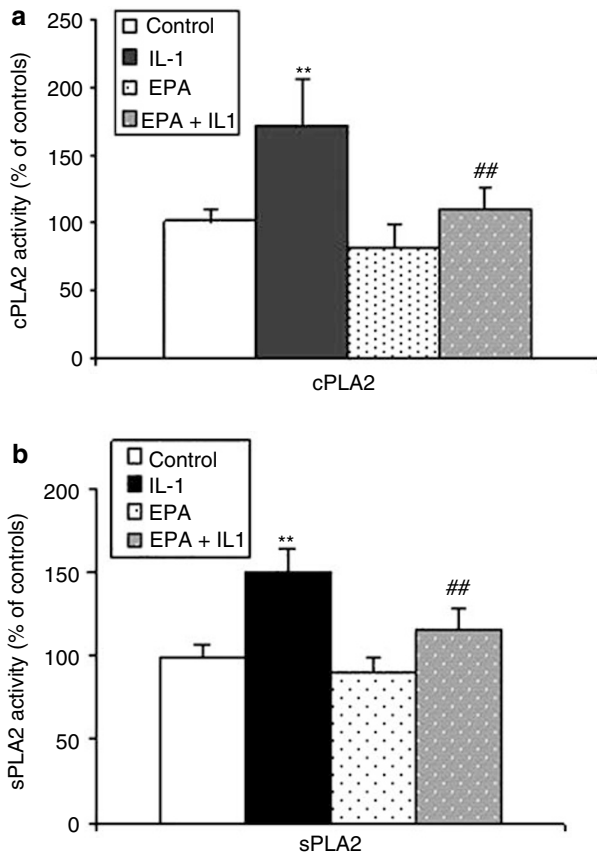 a
250
200
150
100
50
0
cPLA2 activity (% of controls)
Control
IL-1
EPA
EPA + IL1
**
##
cPLA2
b
200
150
100
50
0
sPLA2 activity (% of controls)
Control
IL-1
EPA
EPA + IL1
**
##
sPLA2